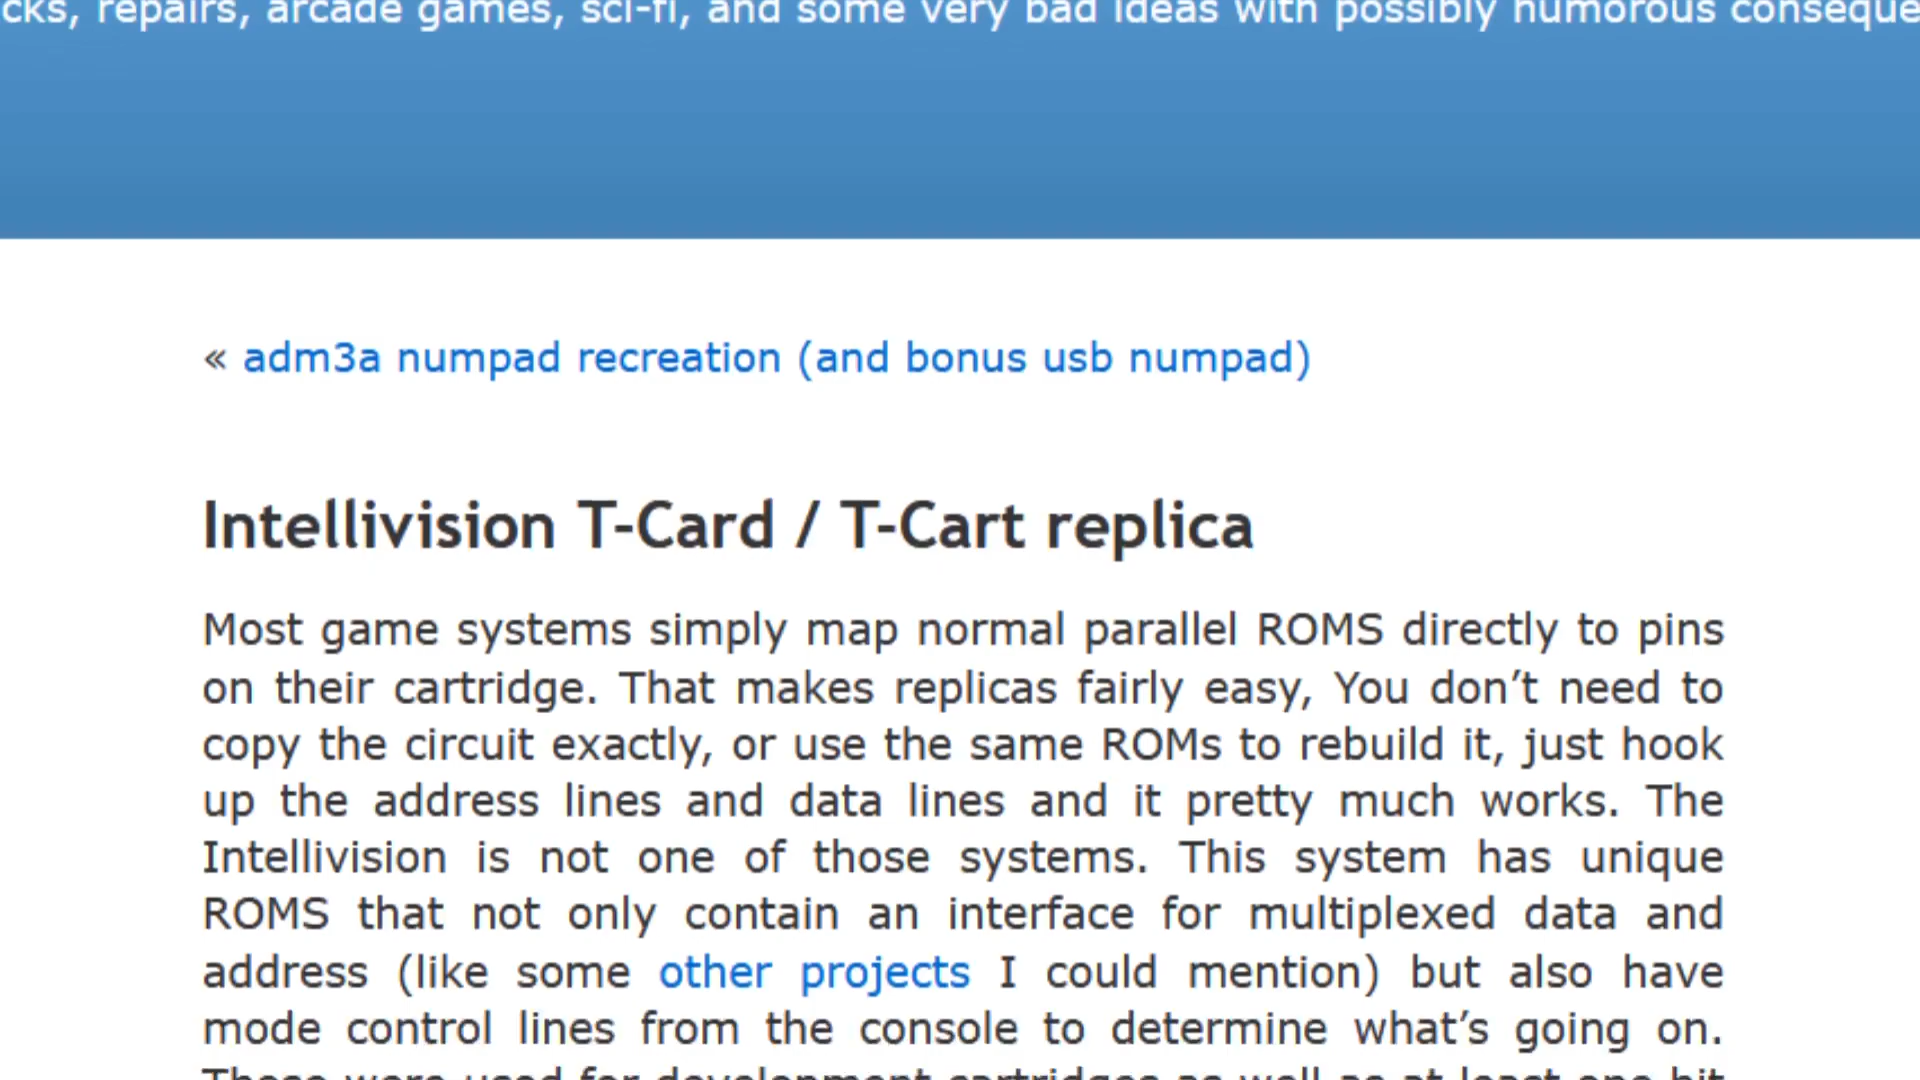 cks, repairs, arcade games, sci-fi, and some very bad ideas with possibly humorous conseque
« adm3a numpad recreation (and bonus usb numpad)
Intellivision T-Card / T-Cart replica
Most game systems simply map normal parallel ROMS directly to pins
on their cartridge. That makes replicas fairly easy, You don’t need to
copy the circuit exactly, or use the same ROMs to rebuild it, just hook
up the address lines and data lines and it pretty much works. The
Intellivision is not one of those systems. This system has unique
ROMS that not only contain an interface for multiplexed data and
address (like some other projects I could mention) but also have
mode control lines from the console to determine what’s going on.
These were used for development cartridges as well as at least one hit